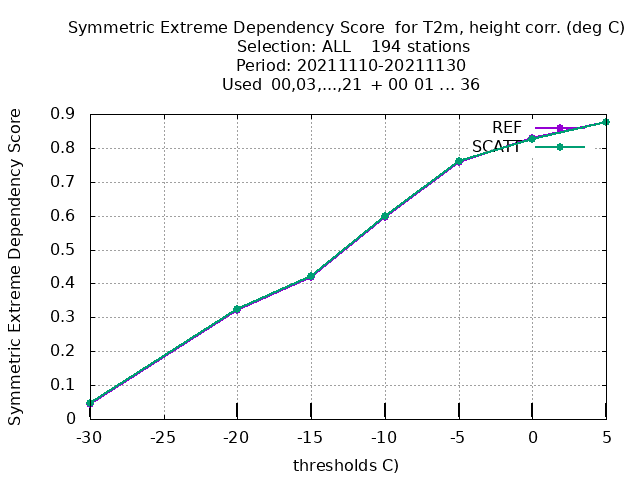 Symmetric Extreme Dependency Score  for T2m, height corr. (deg C)
Selection: ALL    194 stations
Period: 20211110-20211130
Used  00,03,...,21  + 00 01 ... 36
Symmetric Extreme Dependency Score
0.9
0.8
0.7
0.6
0.5
0.4
0.3
0.2
0.1
0
REF
SCATT
-30 -25 -20 -15 -10 -5 0 5
thresholds C)